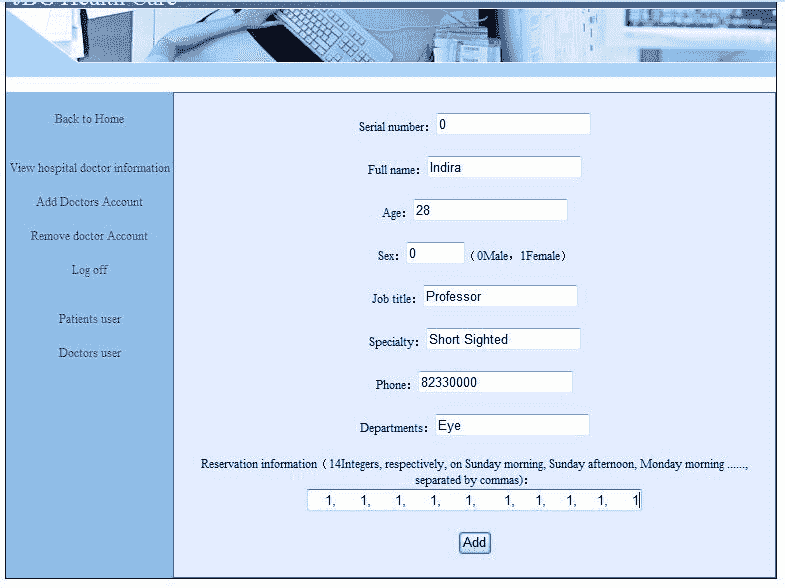 Back to Home
View hospital doctor information
Add Doctors Account
Remove doctor Account
Log off
Patients user
Doctors user
Serial number: 0
Full name: Indira
Age: 28
Sex: 0 (0Male, 1Female)
Job title: Professor
Specialty: Short Sighted
Phone: 82330000
Departments: Eye
Reservation information (14Integers, respectively, on Sunday morning, Sunday afternoon, Monday morning ......,
separated by commas):
1, 1, 1, 1, 1, 1, 1, 1, 1, 1
Add